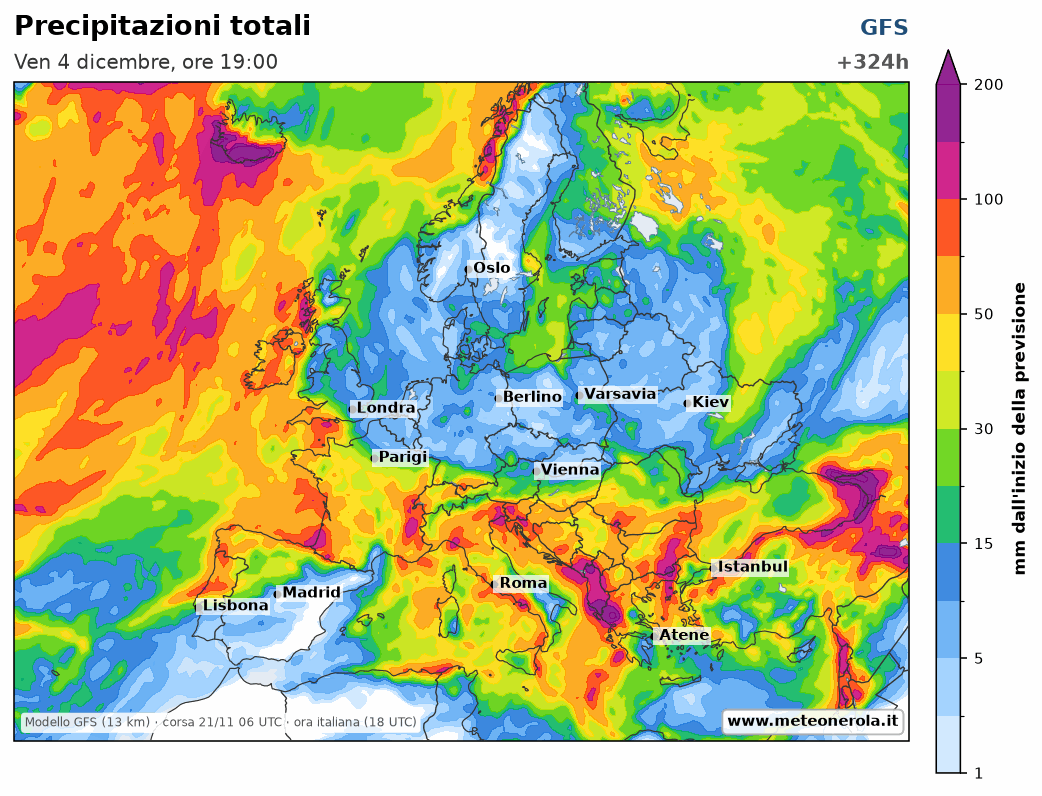 Precipitazioni totali
GFS
Ven 4 dicembre, ore 19:00
+324h
200
100
50
30
15
5
1
mm dall'inizio della previsione
Oslo
Berlino
Varsavia
Kiev
Londra
Parigi
Vienna
Istanbul
Roma
Madrid
Lisbona
Atene
Modello GFS (13 km) · corsa 21/11 06 UTC · ora italiana (18 UTC)
www.meteonerola.it